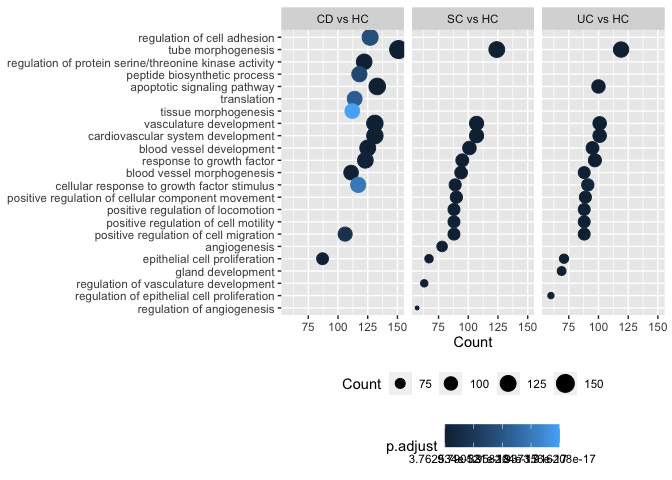 CD vs HC SC vs HC UC vs HC
regulation of cell adhesion
tube morphogenesis
regulation of protein serine/threonine kinase activity
peptide biosynthetic process
apoptotic signaling pathway
translation
tissue morphogenesis
vasculature development
cardiovascular system development
blood vessel development
response to growth factor
blood vessel morphogenesis
cellular response to growth factor stimulus
positive regulation of cellular component movement
positive regulation of locomotion
positive regulation of cell motility
positive regulation of cell migration
angiogenesis
epithelial cell proliferation
gland development
regulation of vasculature development
regulation of epithelial cell proliferation
regulation of angiogenesis
75 100 125 150 75 100 125 150 75 100 125 150
Count
Count 75 100 125 150
p.adjust